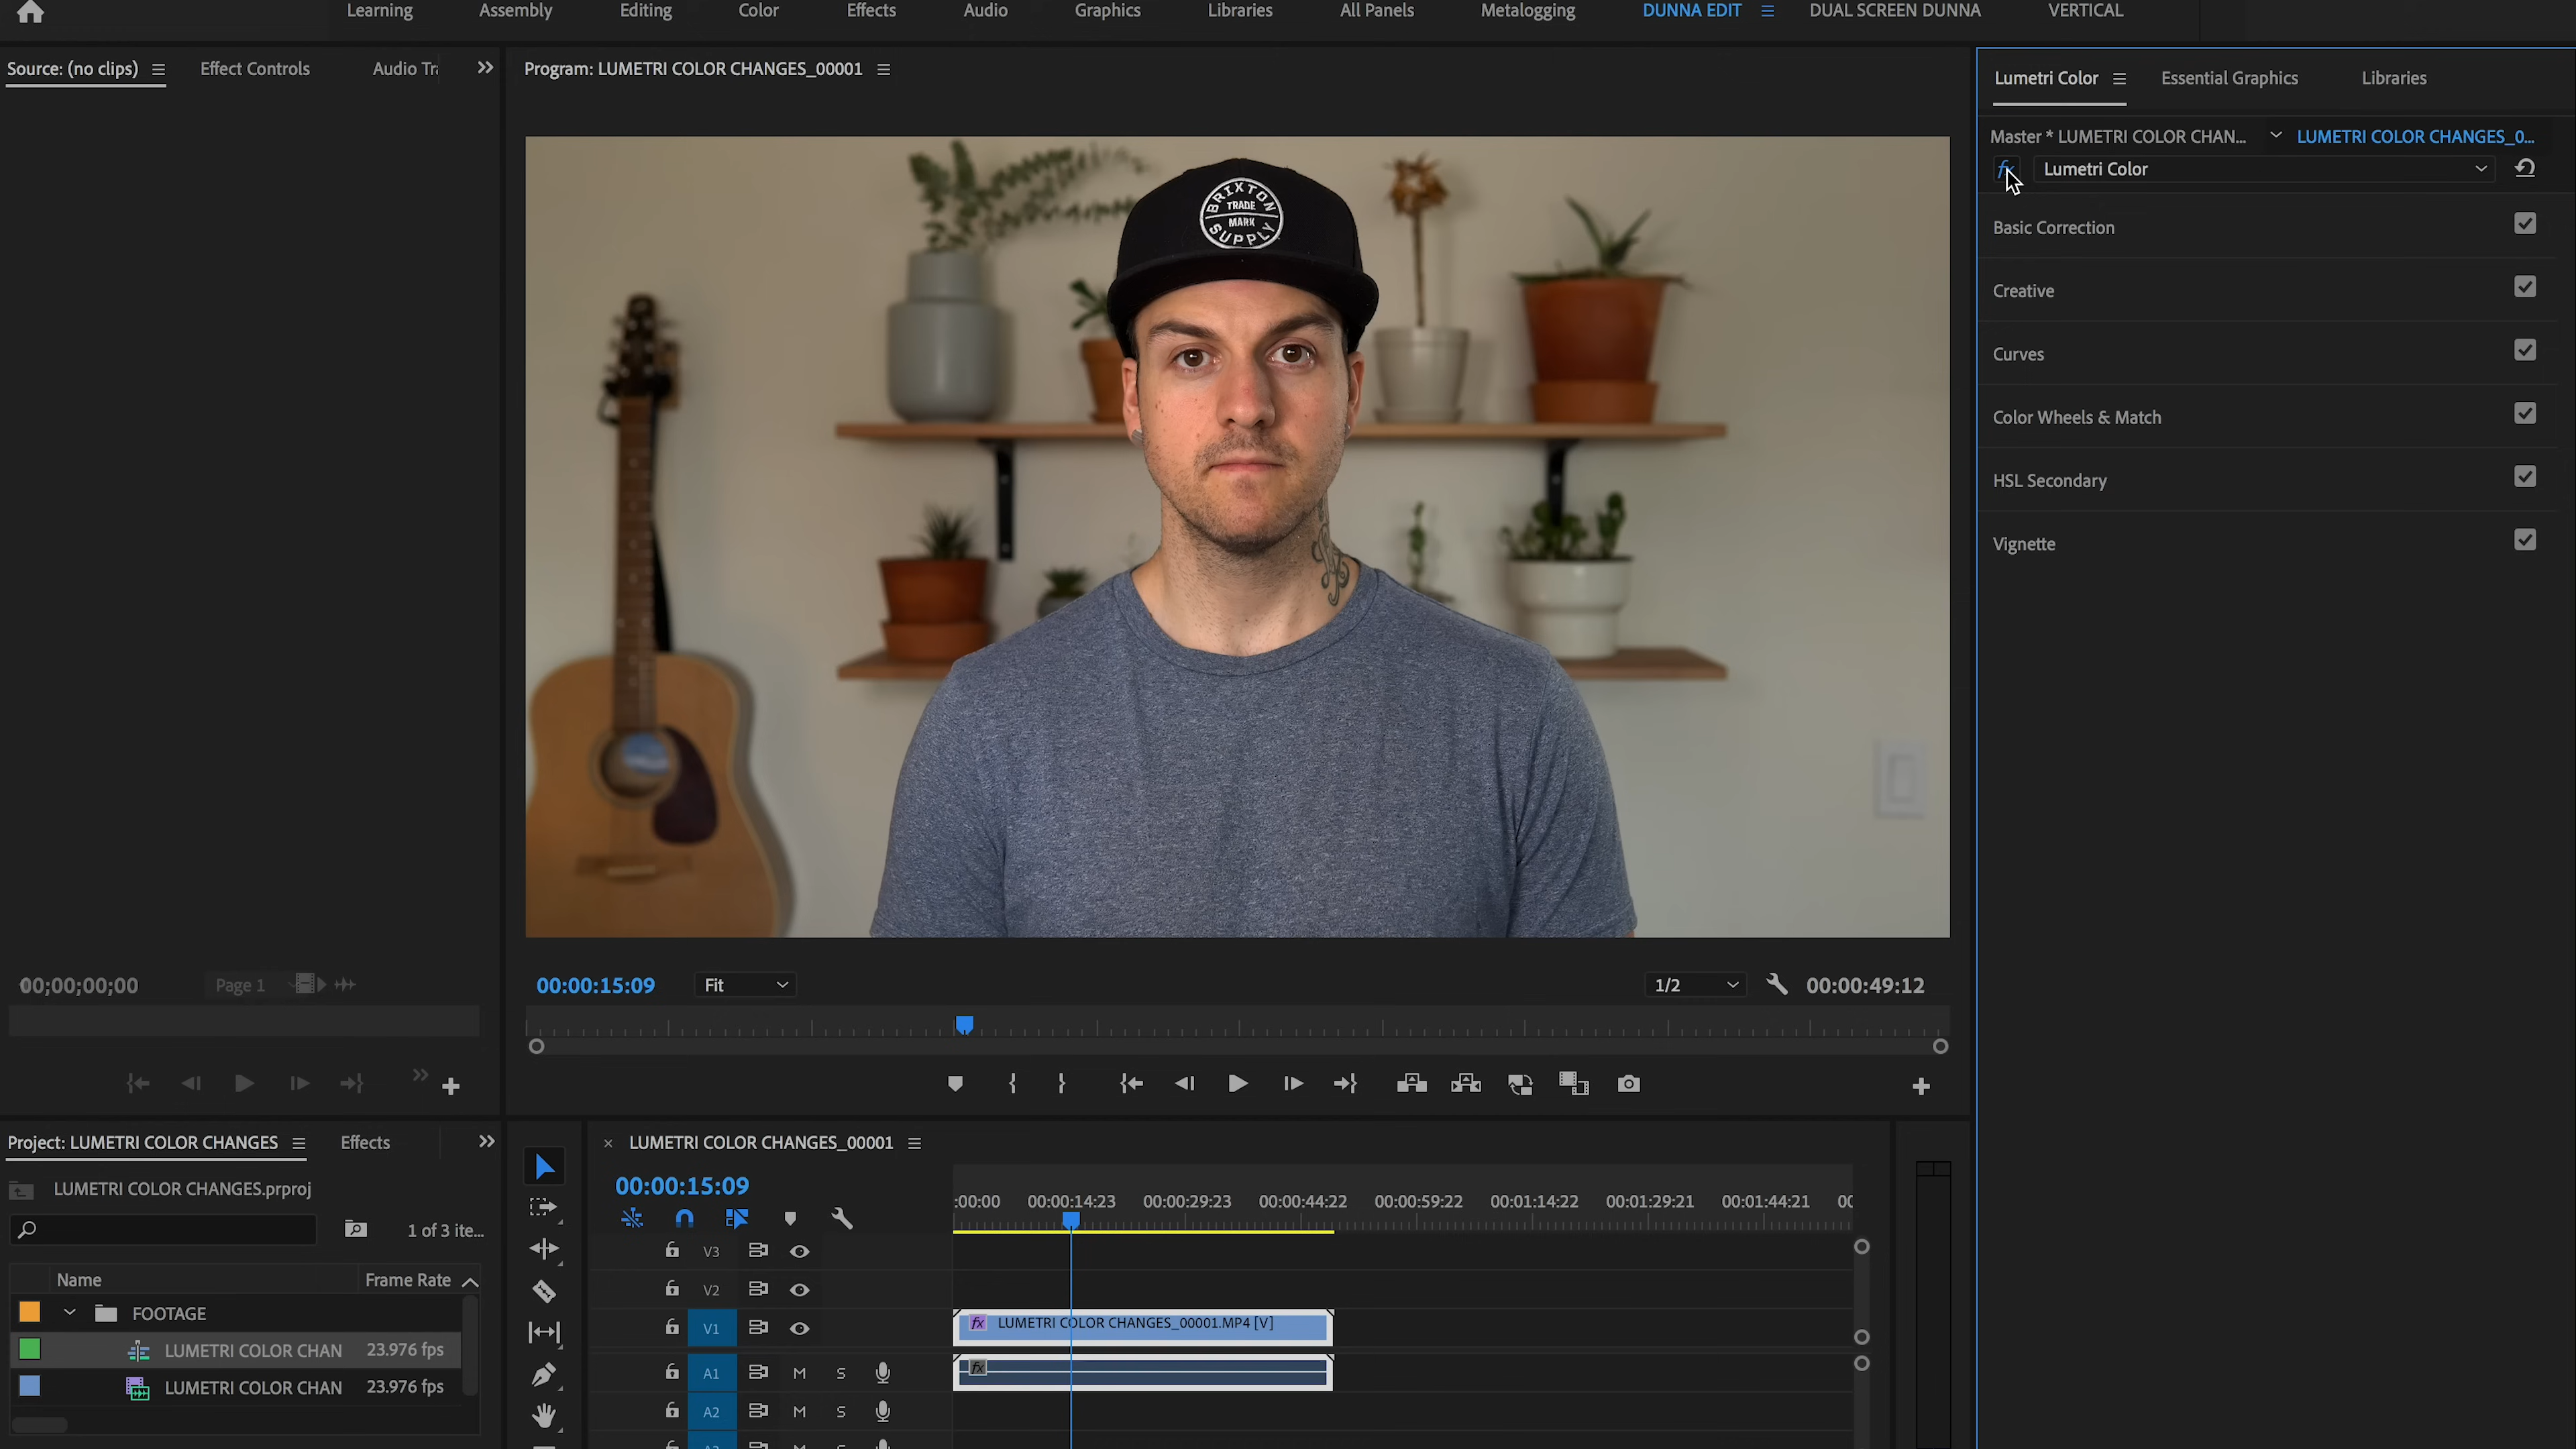 Learning Assembly Editing Color Effects Audio Graphics Libraries All Panels Metalogging DUNNA EDIT DUAL SCREEN DUNNA VERTICAL
Source: (no clips) Effect Controls Audio Tra
Program: LUMETRI COLOR CHANGES_00001
Lumetri Color Essential Graphics Libraries
Master * LUMETRI COLOR CHAN... LUMETRI COLOR CHANGES_0...
fx Lumetri Color
Basic Correction
Creative
Curves
Color Wheels & Match
HSL Secondary
Vignette
BRIXTON
TRADE
MARK
SUPPLY
00;00;00;00 Page 1
00:00:15:09 Fit 1/2 00:00:49:12
Project: LUMETRI COLOR CHANGES Effects
LUMETRI COLOR CHANGES.prproj
1 of 3 ite...
Name Frame Rate
FOOTAGE
LUMETRI COLOR CHAN 23.976 fps
LUMETRI COLOR CHAN 23.976 fps
LUMETRI COLOR CHANGES_00001
00:00:15:09
:00:00 00:00:14:23 00:00:29:23 00:00:44:22 00:00:59:22 00:01:14:22 00:01:29:21 00:01:44:21 00
V3
V2
V1 fx LUMETRI COLOR CHANGES_00001.MP4 [V]
A1 M S fx
A2 M S